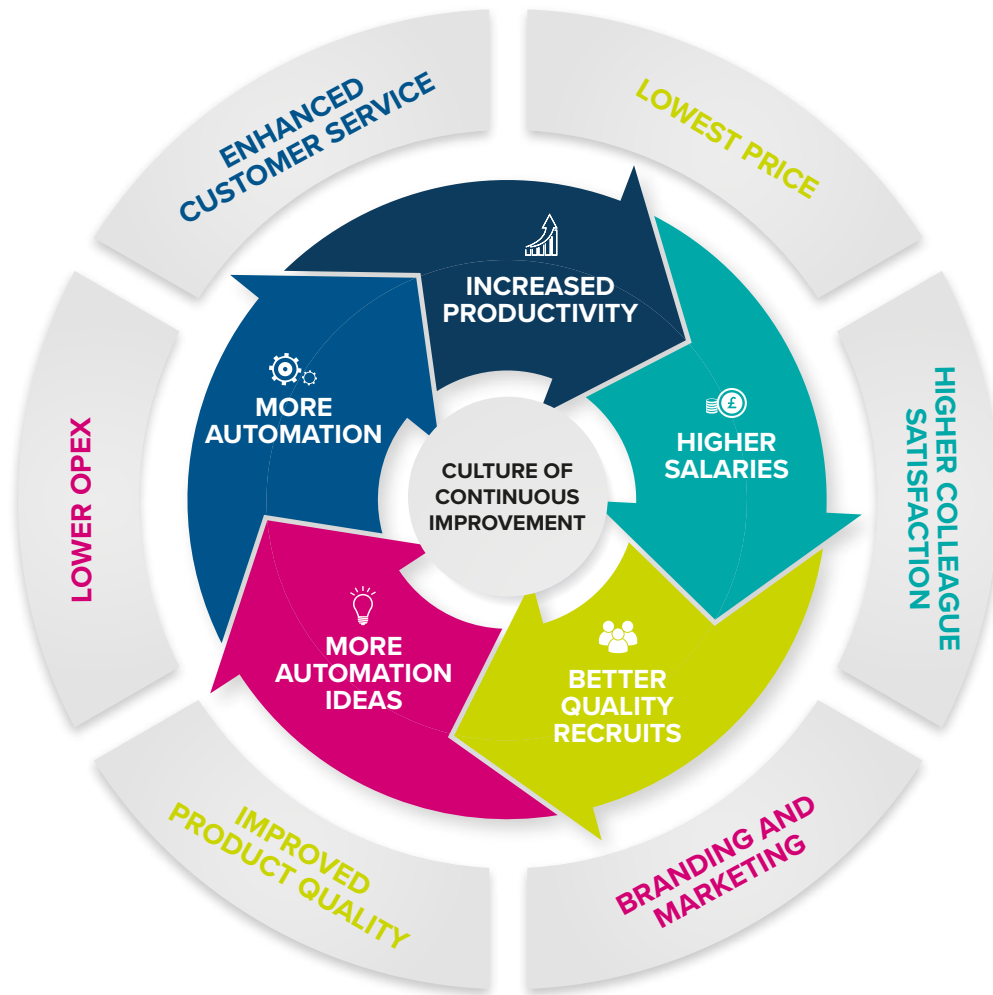 ENHANCED
CUSTOMER SERVICE
LOWEST PRICE
HIGHER COLLEAGUE
SATISFACTION
BRANDING AND
MARKETING
IMPROVED
PRODUCT QUALITY
LOWER OPEX
INCREASED
PRODUCTIVITY
£
HIGHER
SALARIES
BETTER
QUALITY
RECRUITS
MORE
AUTOMATION
IDEAS
MORE
AUTOMATION
CULTURE OF
CONTINUOUS
IMPROVEMENT